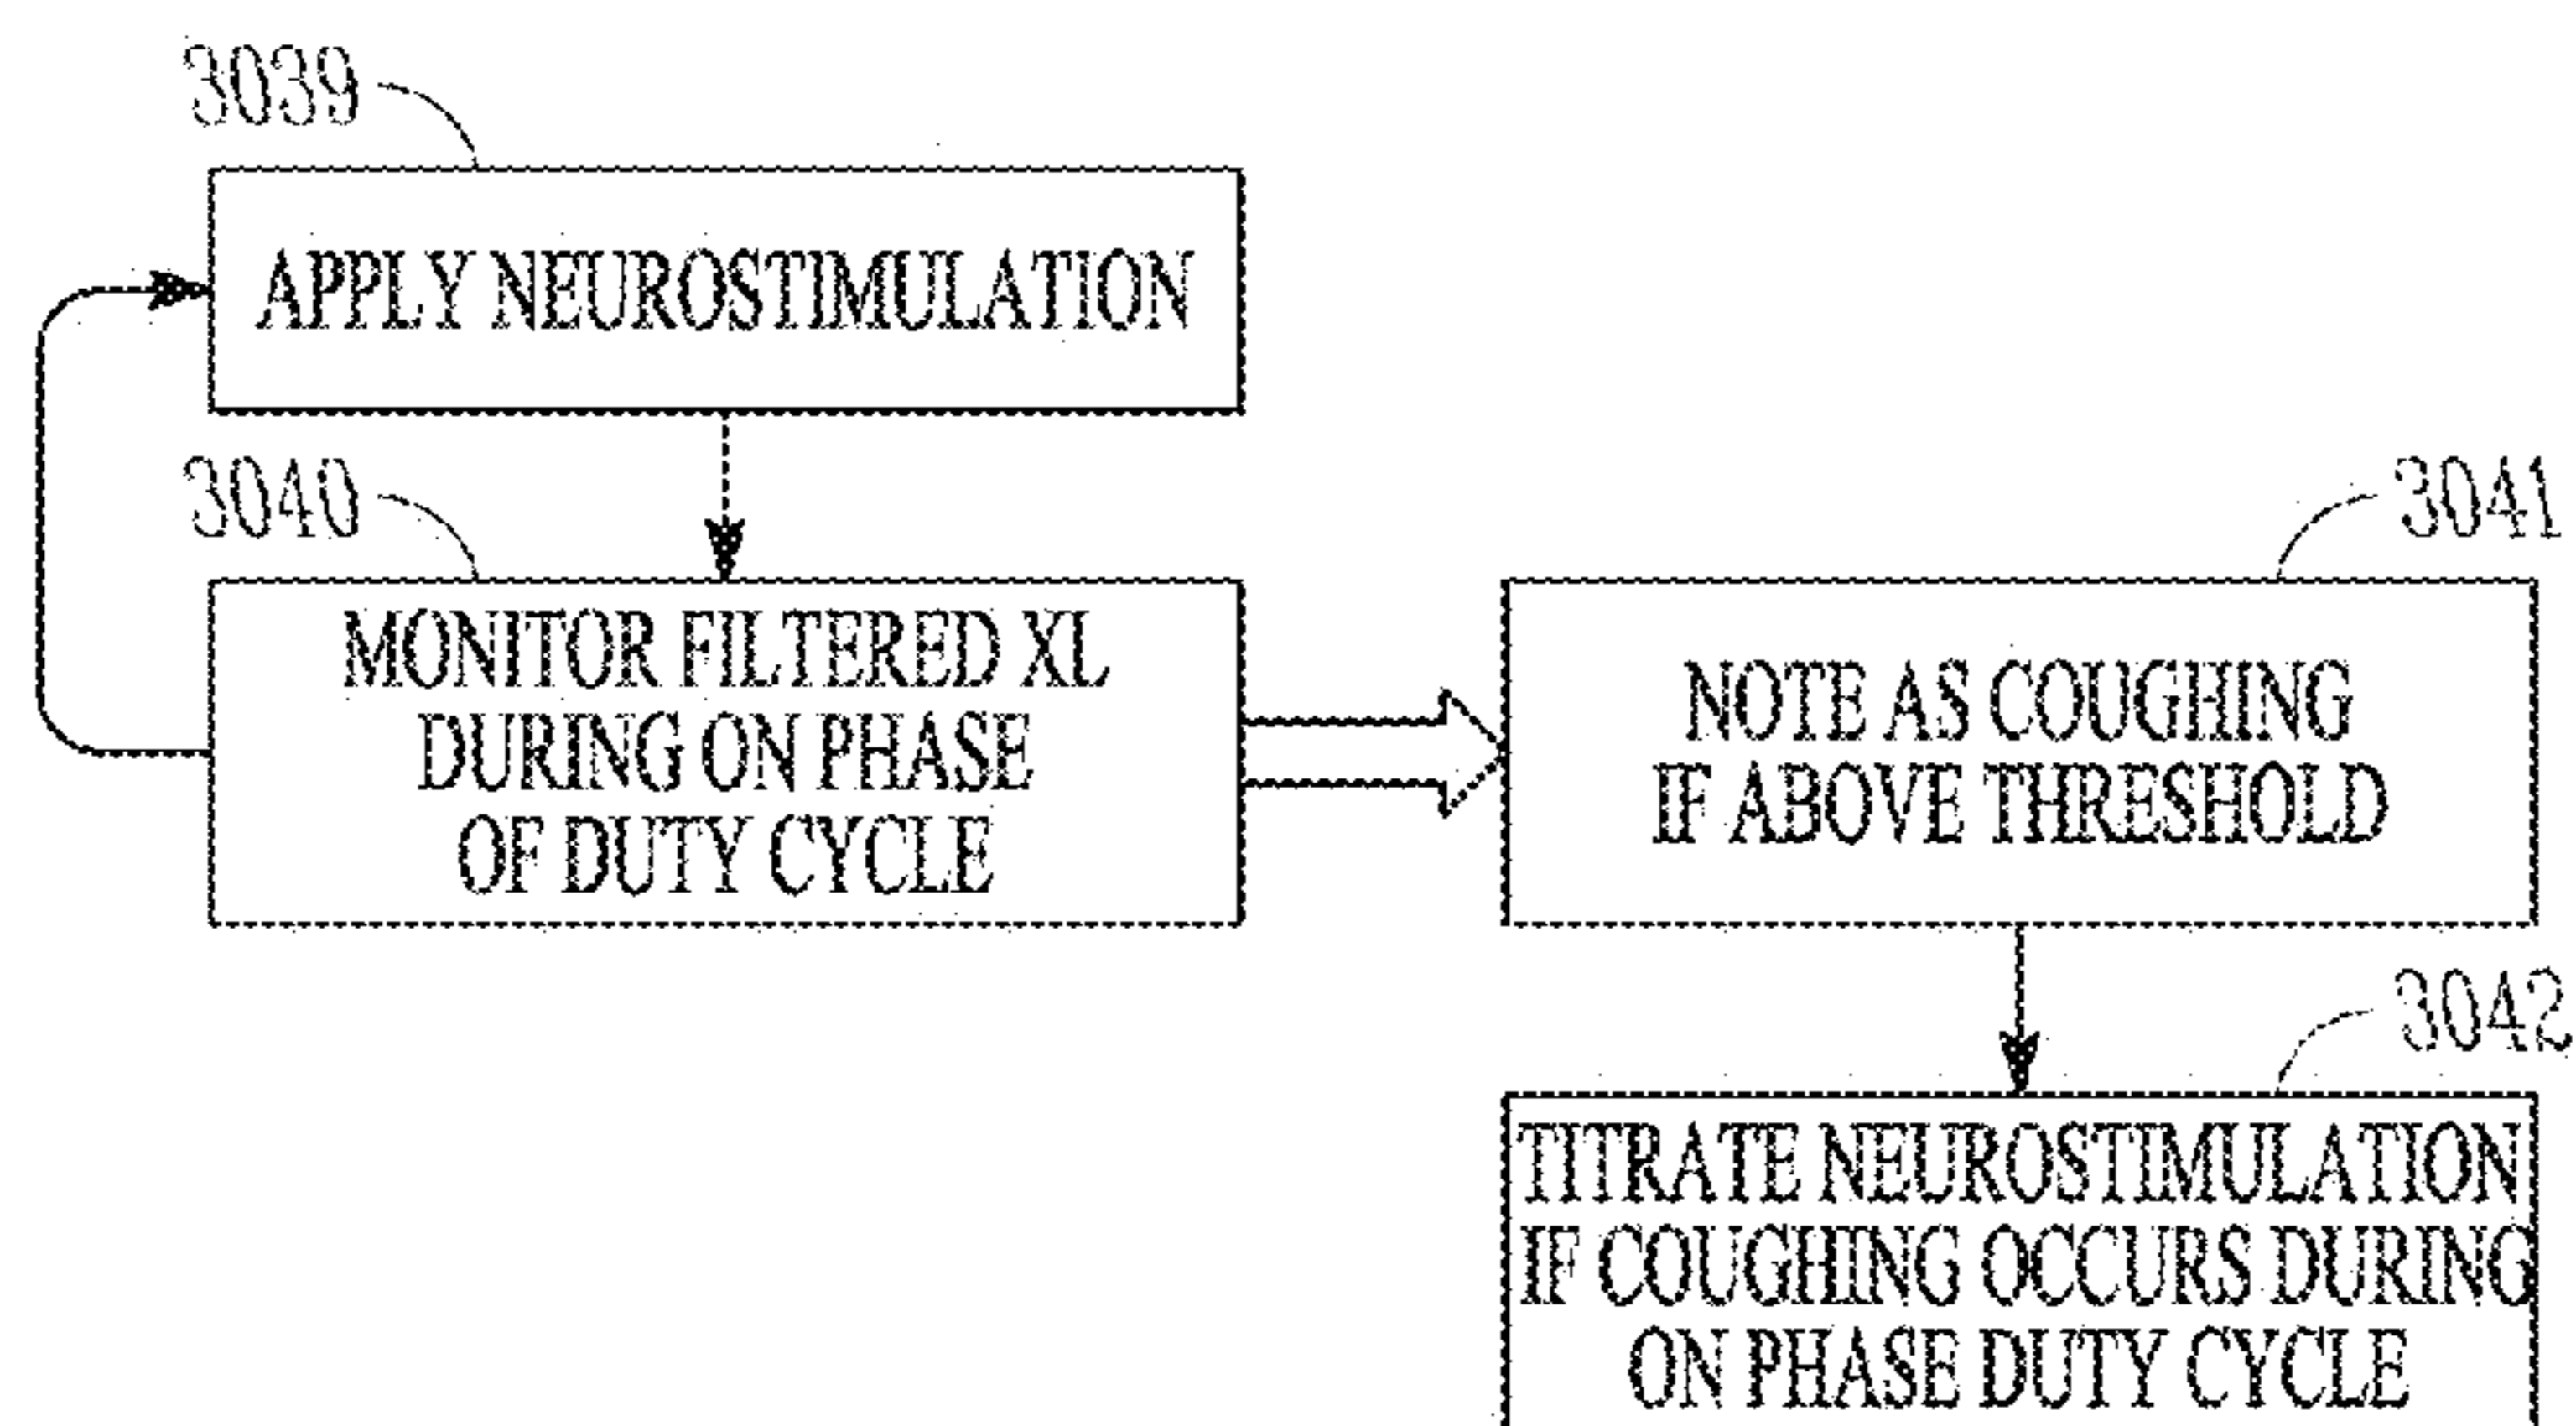 3039
APPLY NEUROSTIMULATION
3040
MONITOR FILTERED XL
DURING ON PHASE
OF DUTY CYCLE
3041
NOTE AS COUGHING
IF ABOVE THRESHOLD
3042
TITRATE NEUROSTIMULATION
IF COUGHING OCCURS DURING
ON PHASE DUTY CYCLE